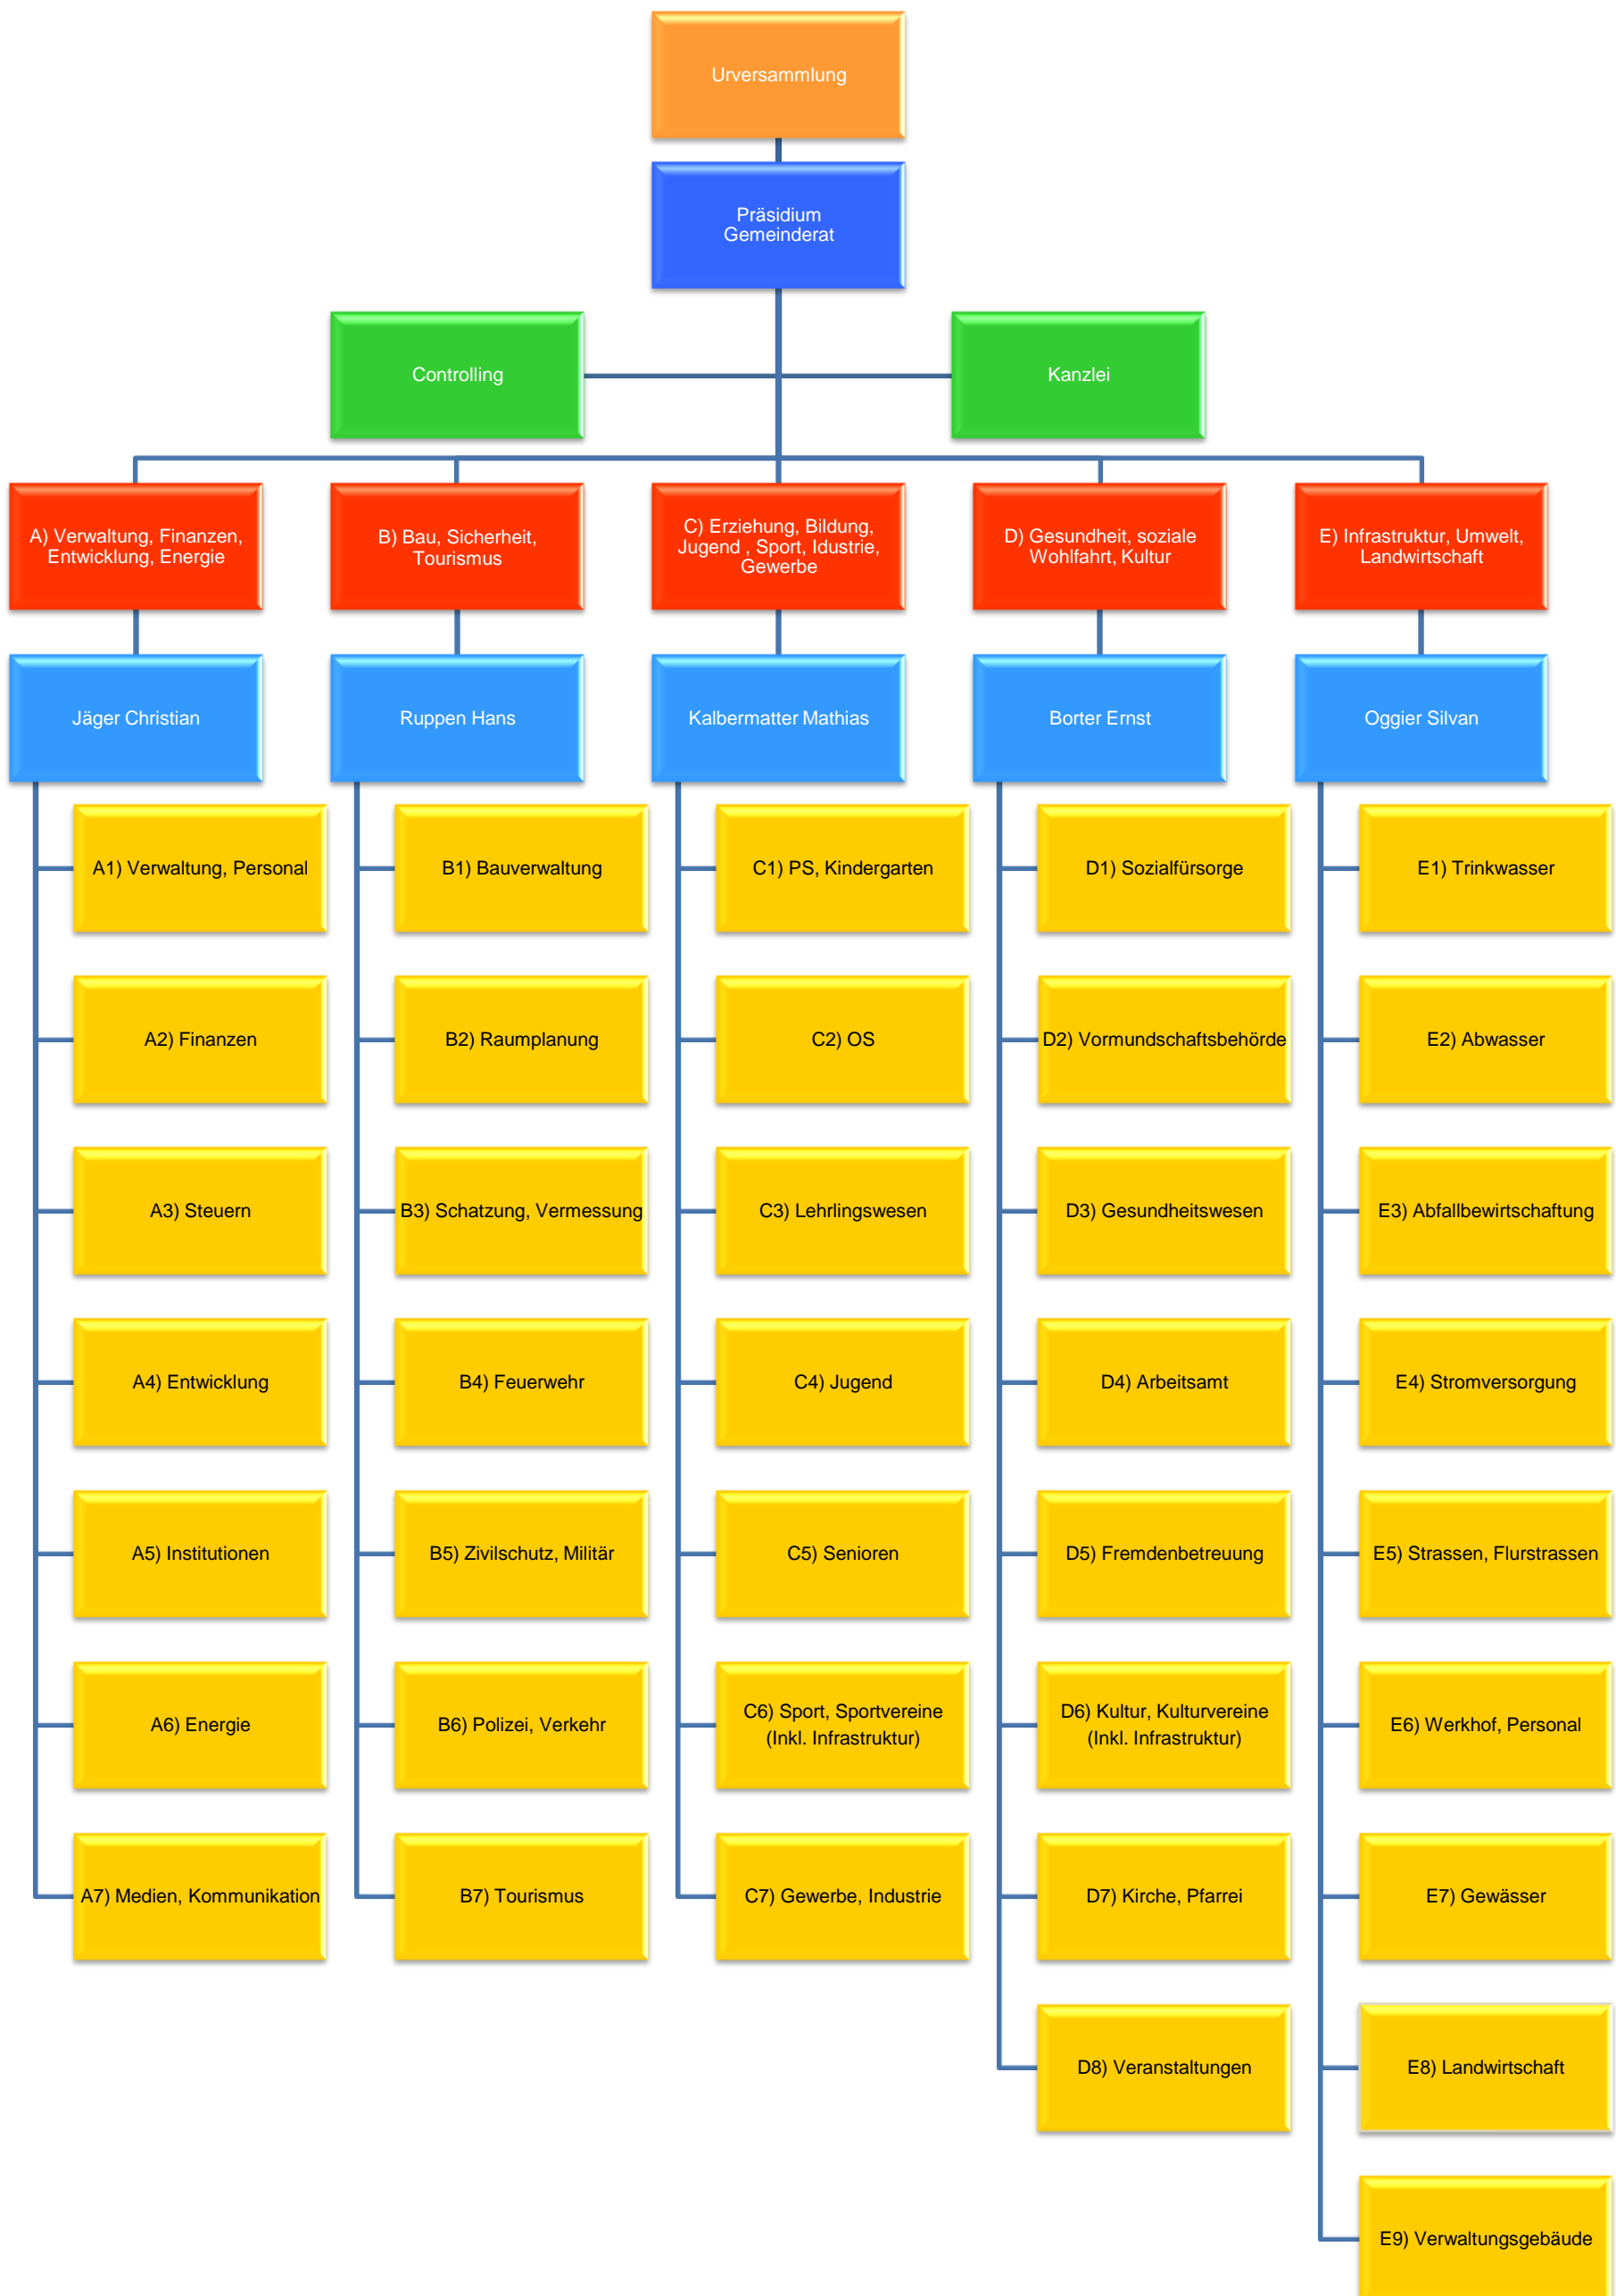 Urversammlung
Präsidium
Gemeinderat
Controlling
Kanzlei
A) Verwaltung, Finanzen,
Entwicklung, Energie
B) Bau, Sicherheit,
Tourismus
C) Erziehung, Bildung,
Jugend , Sport, Idustrie,
Gewerbe
D) Gesundheit, soziale
Wohlfahrt, Kultur
E) Infrastruktur, Umwelt,
Landwirtschaft
Jäger Christian
Ruppen Hans
Kalbermatter Mathias
Borter Ernst
Oggier Silvan
A1) Verwaltung, Personal
B1) Bauverwaltung
C1) PS, Kindergarten
D1) Sozialfürsorge
E1) Trinkwasser
A2) Finanzen
B2) Raumplanung
C2) OS
D2) Vormundschaftsbehörde
E2) Abwasser
A3) Steuern
B3) Schatzung, Vermessung
C3) Lehrlingswesen
D3) Gesundheitswesen
E3) Abfallbewirtschaftung
A4) Entwicklung
B4) Feuerwehr
C4) Jugend
D4) Arbeitsamt
E4) Stromversorgung
A5) Institutionen
B5) Zivilschutz, Militär
C5) Senioren
D5) Fremdenbetreuung
E5) Strassen, Flurstrassen
A6) Energie
B6) Polizei, Verkehr
C6) Sport, Sportvereine
(Inkl. Infrastruktur)
D6) Kultur, Kulturvereine
(Inkl. Infrastruktur)
E6) Werkhof, Personal
A7) Medien, Kommunikation
B7) Tourismus
C7) Gewerbe, Industrie
D7) Kirche, Pfarrei
E7) Gewässer
D8) Veranstaltungen
E8) Landwirtschaft
E9) Verwaltungsgebäude